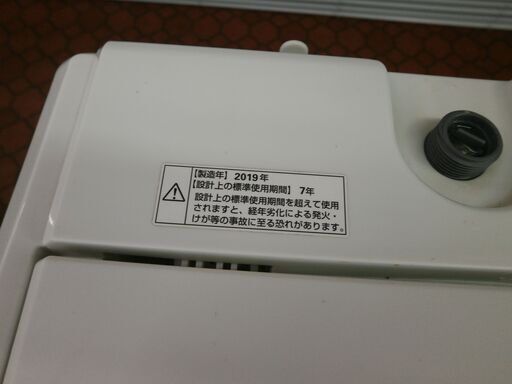 【製造年】2019年
【設計上の標準使用期間】7年
設計上の標準使用期間を超えて使用
されますと、経年劣化による発火・
けが等の事故に至る恐れがあります。